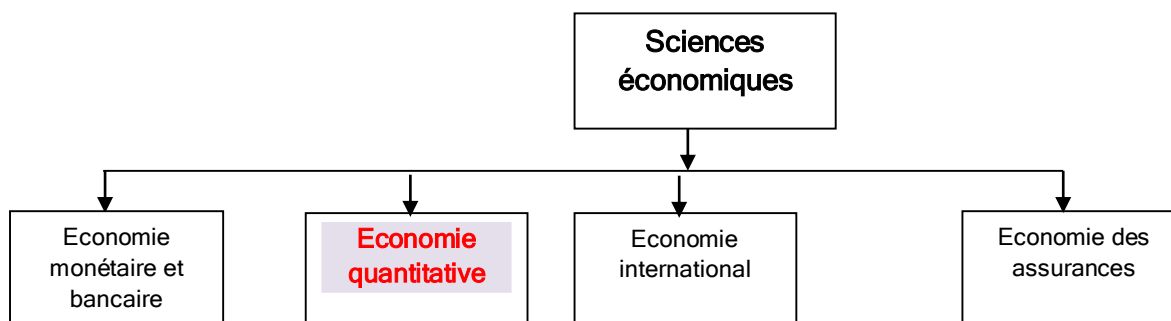 Sciences
économiques
Economie
monétaire et
bancaire
Economie
quantitative
Economie
international
Economie des
assurances